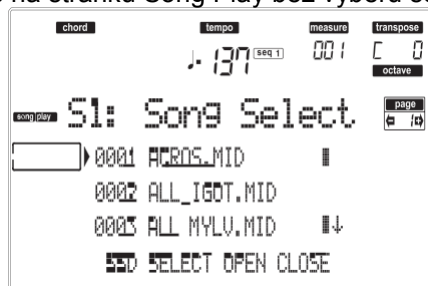 na stránku Song Play bez výběru
chord tempo measure transpose
♩. 137 seq 1 001 C 0
octave
song play S1: Song Select page
0001 ACROS.MID
0002 ALL_IGOT.MID
0003 ALL MYLV.MID
SSD SELECT OPEN CLOSE